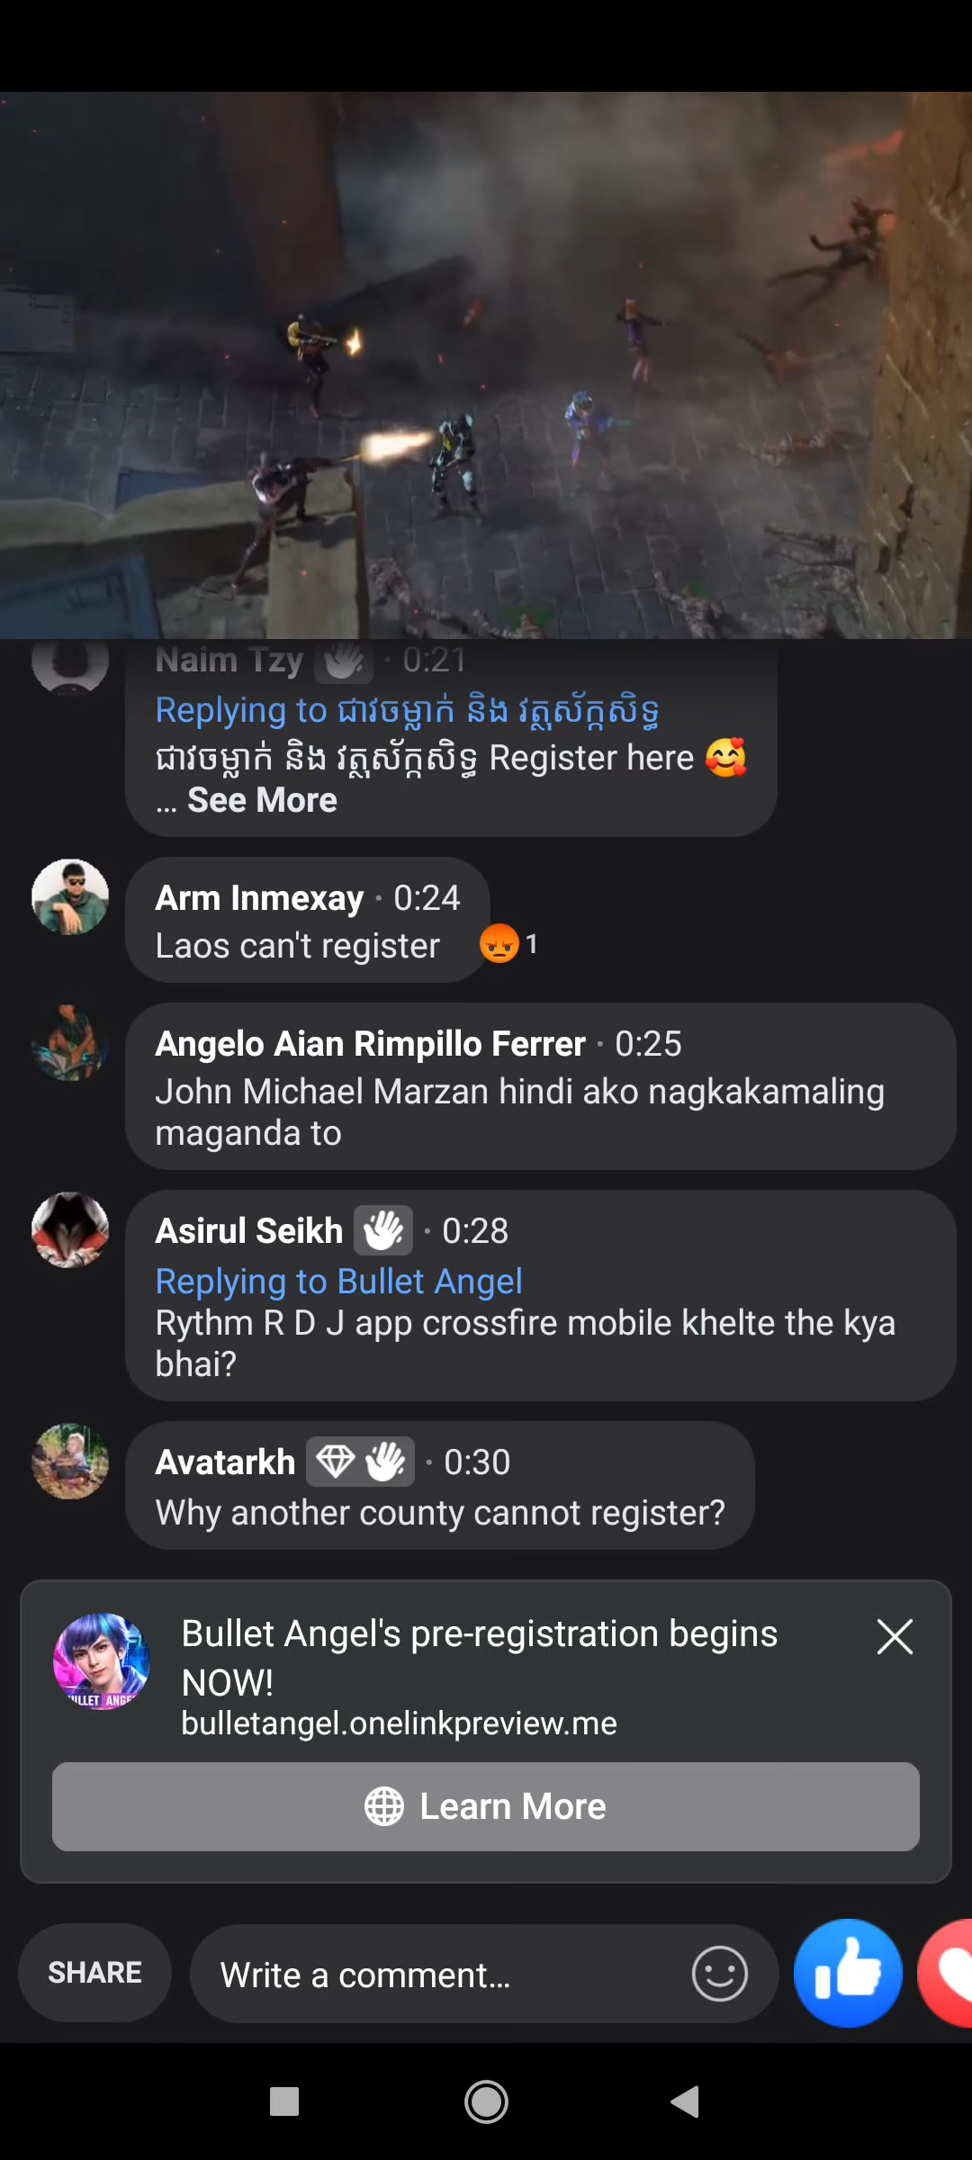 Naim Tzy · 0:21
Replying to ជាវចម្លាក់ និង វត្ថុស័ក្កសិទ្ធ
ជាវចម្លាក់ និង វត្ថុស័ក្កសិទ្ធ Register here 🥰
... See More
Arm Inmexay · 0:24
Laos can't register 😡 1
Angelo Aian Rimpillo Ferrer · 0:25
John Michael Marzan hindi ako nagkakamaling
maganda to
Asirul Seikh · 0:28
Replying to Bullet Angel
Rythm R D J app crossfire mobile khelte the kya
bhai?
Avatarkh · 0:30
Why another county cannot register?
Bullet Angel's pre-registration begins
NOW!
bulletangel.onelinkpreview.me
Learn More
SHARE
Write a comment...